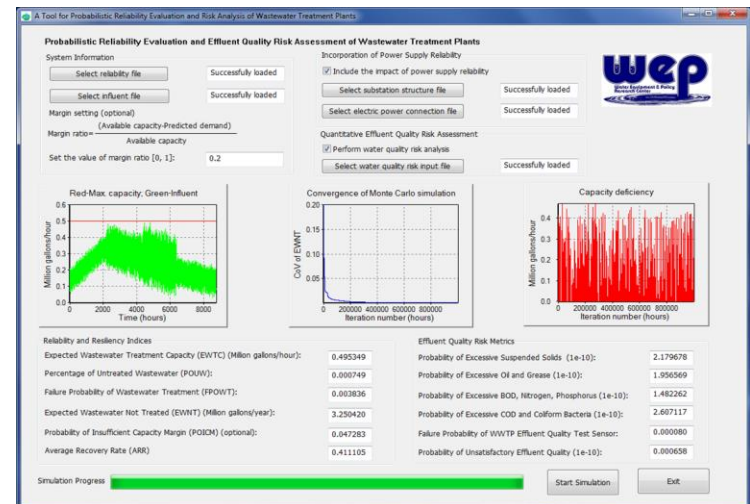 A Tool for Probabilistic Reliability Evaluation and Risk Analysis of Wastewater Treatment Plants
Probabilistic Reliability Evaluation and Effluent Quality Risk Assessment of Wastewater Treatment Plants
System Information
Select reliability file
Successfully loaded
Select influent file
Successfully loaded
Margin setting (optional)
Margin ratio=
(Available capacity-Predicted demand)
Available capacity
Set the value of margin ratio [0, 1]:
0.2
Incorporation of Power Supply Reliability
Include the impact of power supply reliability
Select substation structure file
Successfully loaded
Select electric power connection file
Successfully loaded
Quantitative Effluent Quality Risk Assessment
Perform water quality risk analysis
Select water quality risk input file
Successfully loaded
wep
Water Equipment & Policy
Research Center
Red-Max. capacity; Green-Influent
Million gallons/hour
0.6
0.5
0.4
0.3
0.2
0.1
0.0
0 2000 4000 6000 8000
Time (hours)
Convergence of Monte Carlo simulation
CoV of EWNT
0.20
0.15
0.10
0.05
0 200000 400000 600000 800000
Iteration number (hours)
Capacity deficiency
Million gallons/hour
0.4
0.3
0.2
0.1
0.0
0 200000 400000 600000 800000
Iteration number (hours)
Reliability and Resiliency Indices
Expected Wastewater Treatment Capacity (EWTC) (Million gallons/hour): 0.495349
Percentage of Untreated Wastewater (POUW): 0.000749
Failure Probability of Wastewater Treatment (FPOWT): 0.003836
Expected Wastewater Not Treated (EWNT) (Million gallons/year): 3.250420
Probability of Insufficient Capacity Margin (POICM) (optional): 0.047283
Average Recovery Rate (ARR) 0.411105
Effluent Quality Risk Metrics
Probability of Excessive Suspended Solids (1e-10): 2.179678
Probability of Excessive Oil and Grease (1e-10): 1.956569
Probability of Excessive BOD, Nitrogen, Phosphorus (1e-10): 1.482262
Probability of Excessive COD and Coliform Bacteria (1e-10): 2.607117
Failure Probability of WWTP Effluent Quality Test Sensor: 0.000080
Probability of Unsatisfactory Effluent Quality (1e-10): 0.000658
Simulation Progress
Start Simulation
Exit